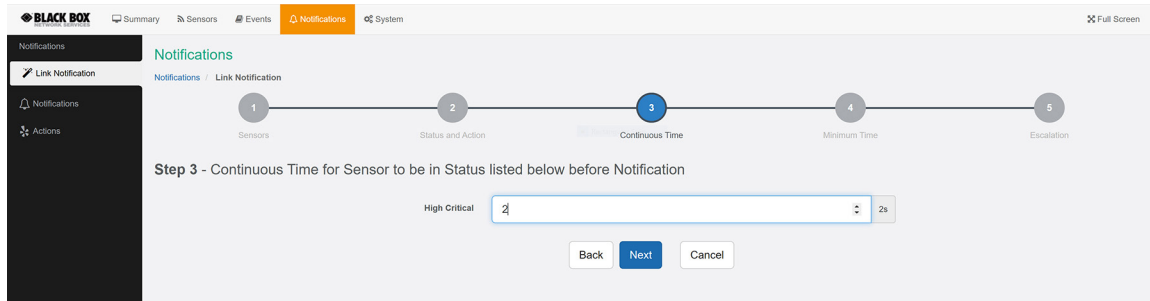 BLACK BOX
NETWORK SERVICES
Summary Sensors Events Notifications System Full Screen
Notifications
Link Notification
Notifications
Actions
Notifications
Notifications / Link Notification
1 2 3 4 5
Sensors Status and Action Continuous Time Minimum Time Escalation
Step 3 - Continuous Time for Sensor to be in Status listed below before Notification
High Critical 2 2s
Back Next Cancel